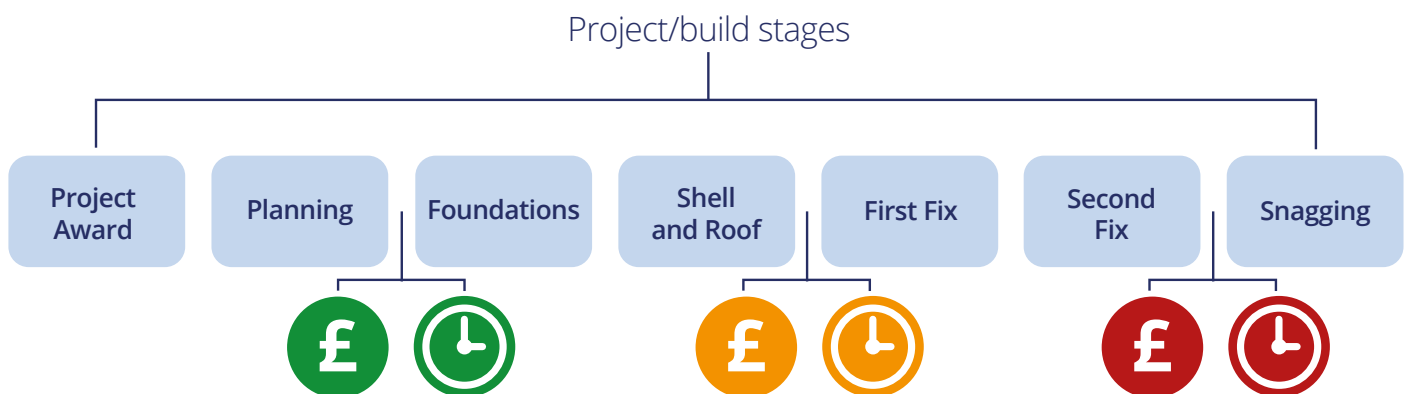 Project/build stages
Project
Award
Planning
Foundations
Shell
and Roof
First Fix
Second
Fix
Snagging
£
£
£